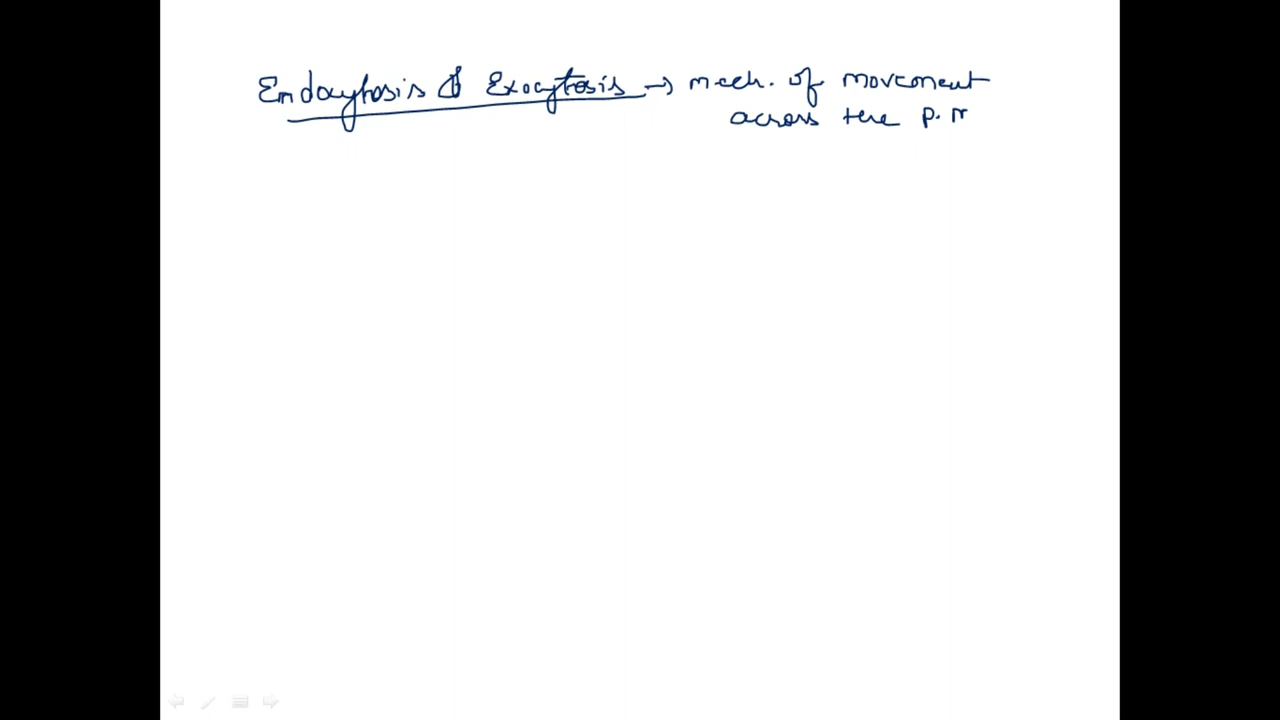 Endocytosis & Exocytosis → mech. of movement
across the P.M